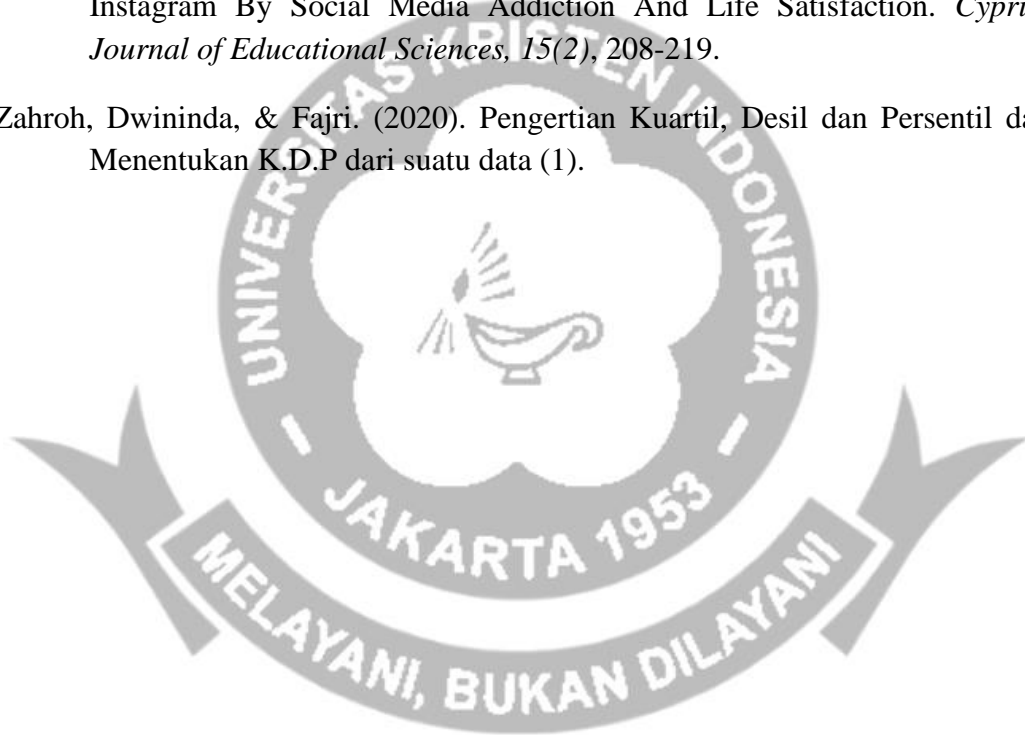 Instagram By Social Media Addiction And Life Satisfaction. Cypri
Journal of Educational Sciences, 15(2), 208-219.
Zahroh, Dwininda, & Fajri. (2020). Pengertian Kuartil, Desil dan Persentil da
Menentukan K.D.P dari suatu data (1).
UNIVERSITAS KRISTEN INDONESIA
- JAKARTA 1953 -
MELAYANI, BUKAN DILAYANI